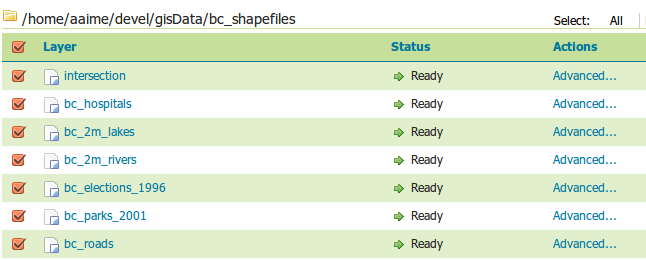 /home/aaime/devel/gisData/bc_shapefiles Select: All
Layer Status Actions
intersection Ready Advanced...
bc_hospitals Ready Advanced...
bc_2m_lakes Ready Advanced...
bc_2m_rivers Ready Advanced...
bc_elections_1996 Ready Advanced...
bc_parks_2001 Ready Advanced...
bc_roads Ready Advanced...